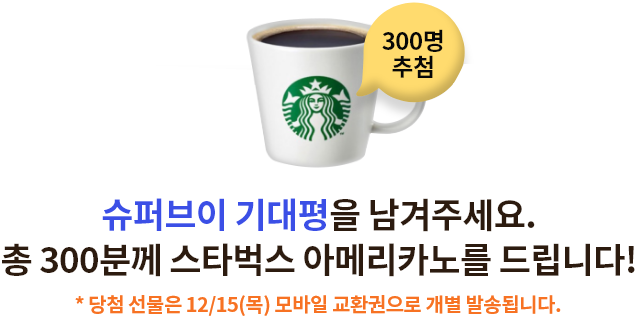 300명
추첨
슈퍼브이 기대평을 남겨주세요.
총 300분께 스타벅스 아메리카노를 드립니다!
* 당첨 선물은 12/15(목) 모바일 교환권으로 개별 발송됩니다.